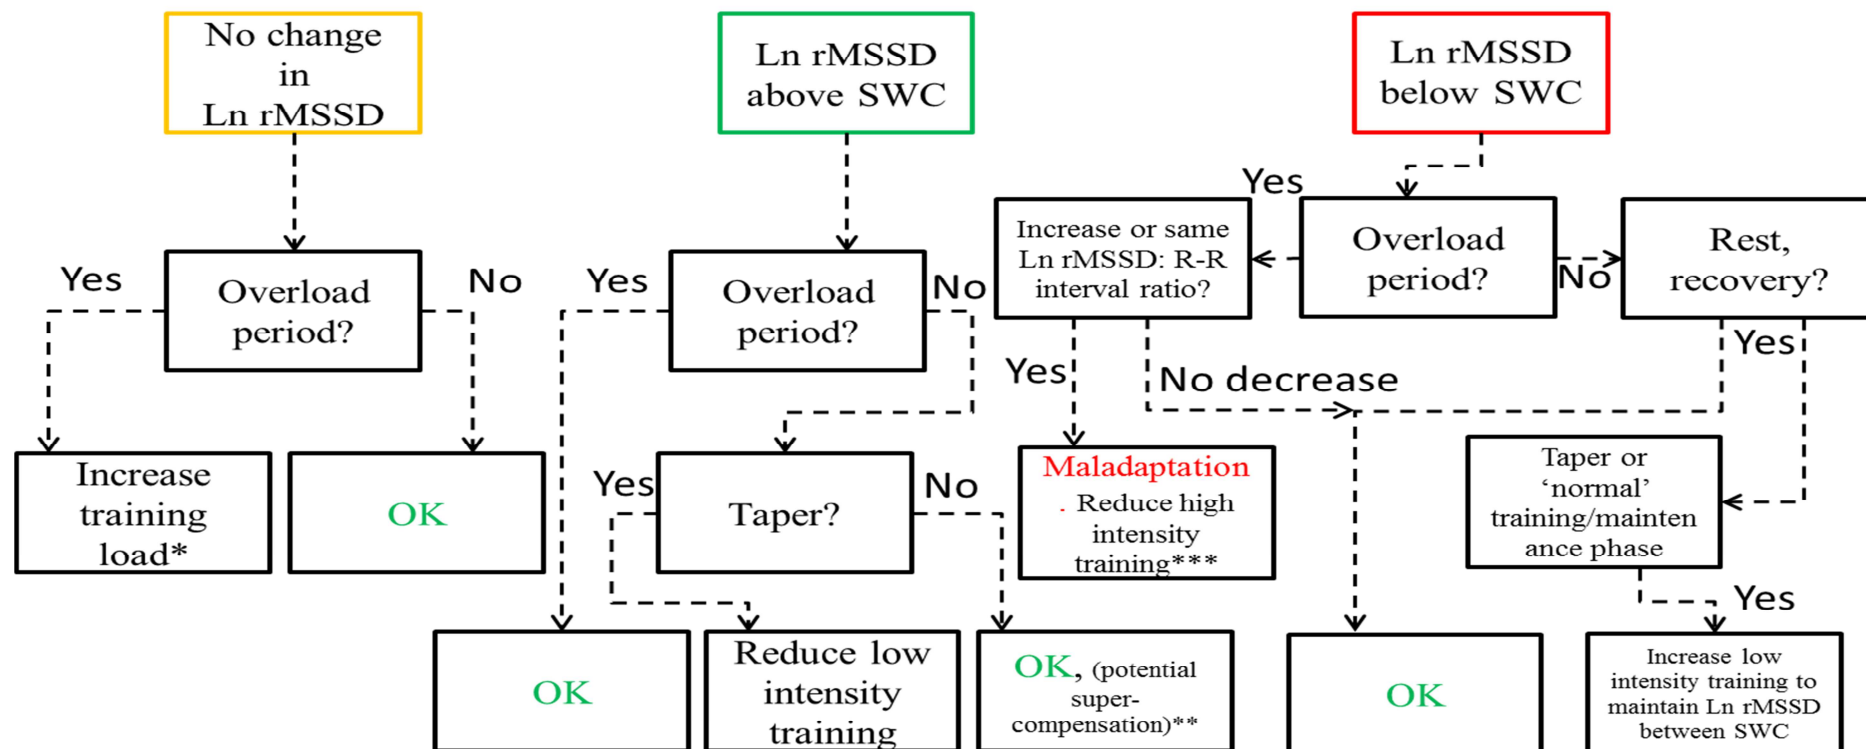 No change
in
Ln rMSSD
Ln rMSSD
above SWC
Ln rMSSD
below SWC
Yes
Increase or same
Ln rMSSD: R-R
interval ratio?
Overload
period?
No
Rest,
recovery?
Yes
Overload
period?
No
Yes
Overload
period?
No
Yes
No decrease
Yes
Increase
training
load*
OK
Yes
Taper?
No
Maladaptation
. Reduce high
intensity
training***
Taper or
‘normal’
training/mainten
ance phase
Yes
OK
Reduce low
intensity
training
OK, (potential
super-
compensation)**
OK
Increase low
intensity training to
maintain Ln rMSSD
between SWC